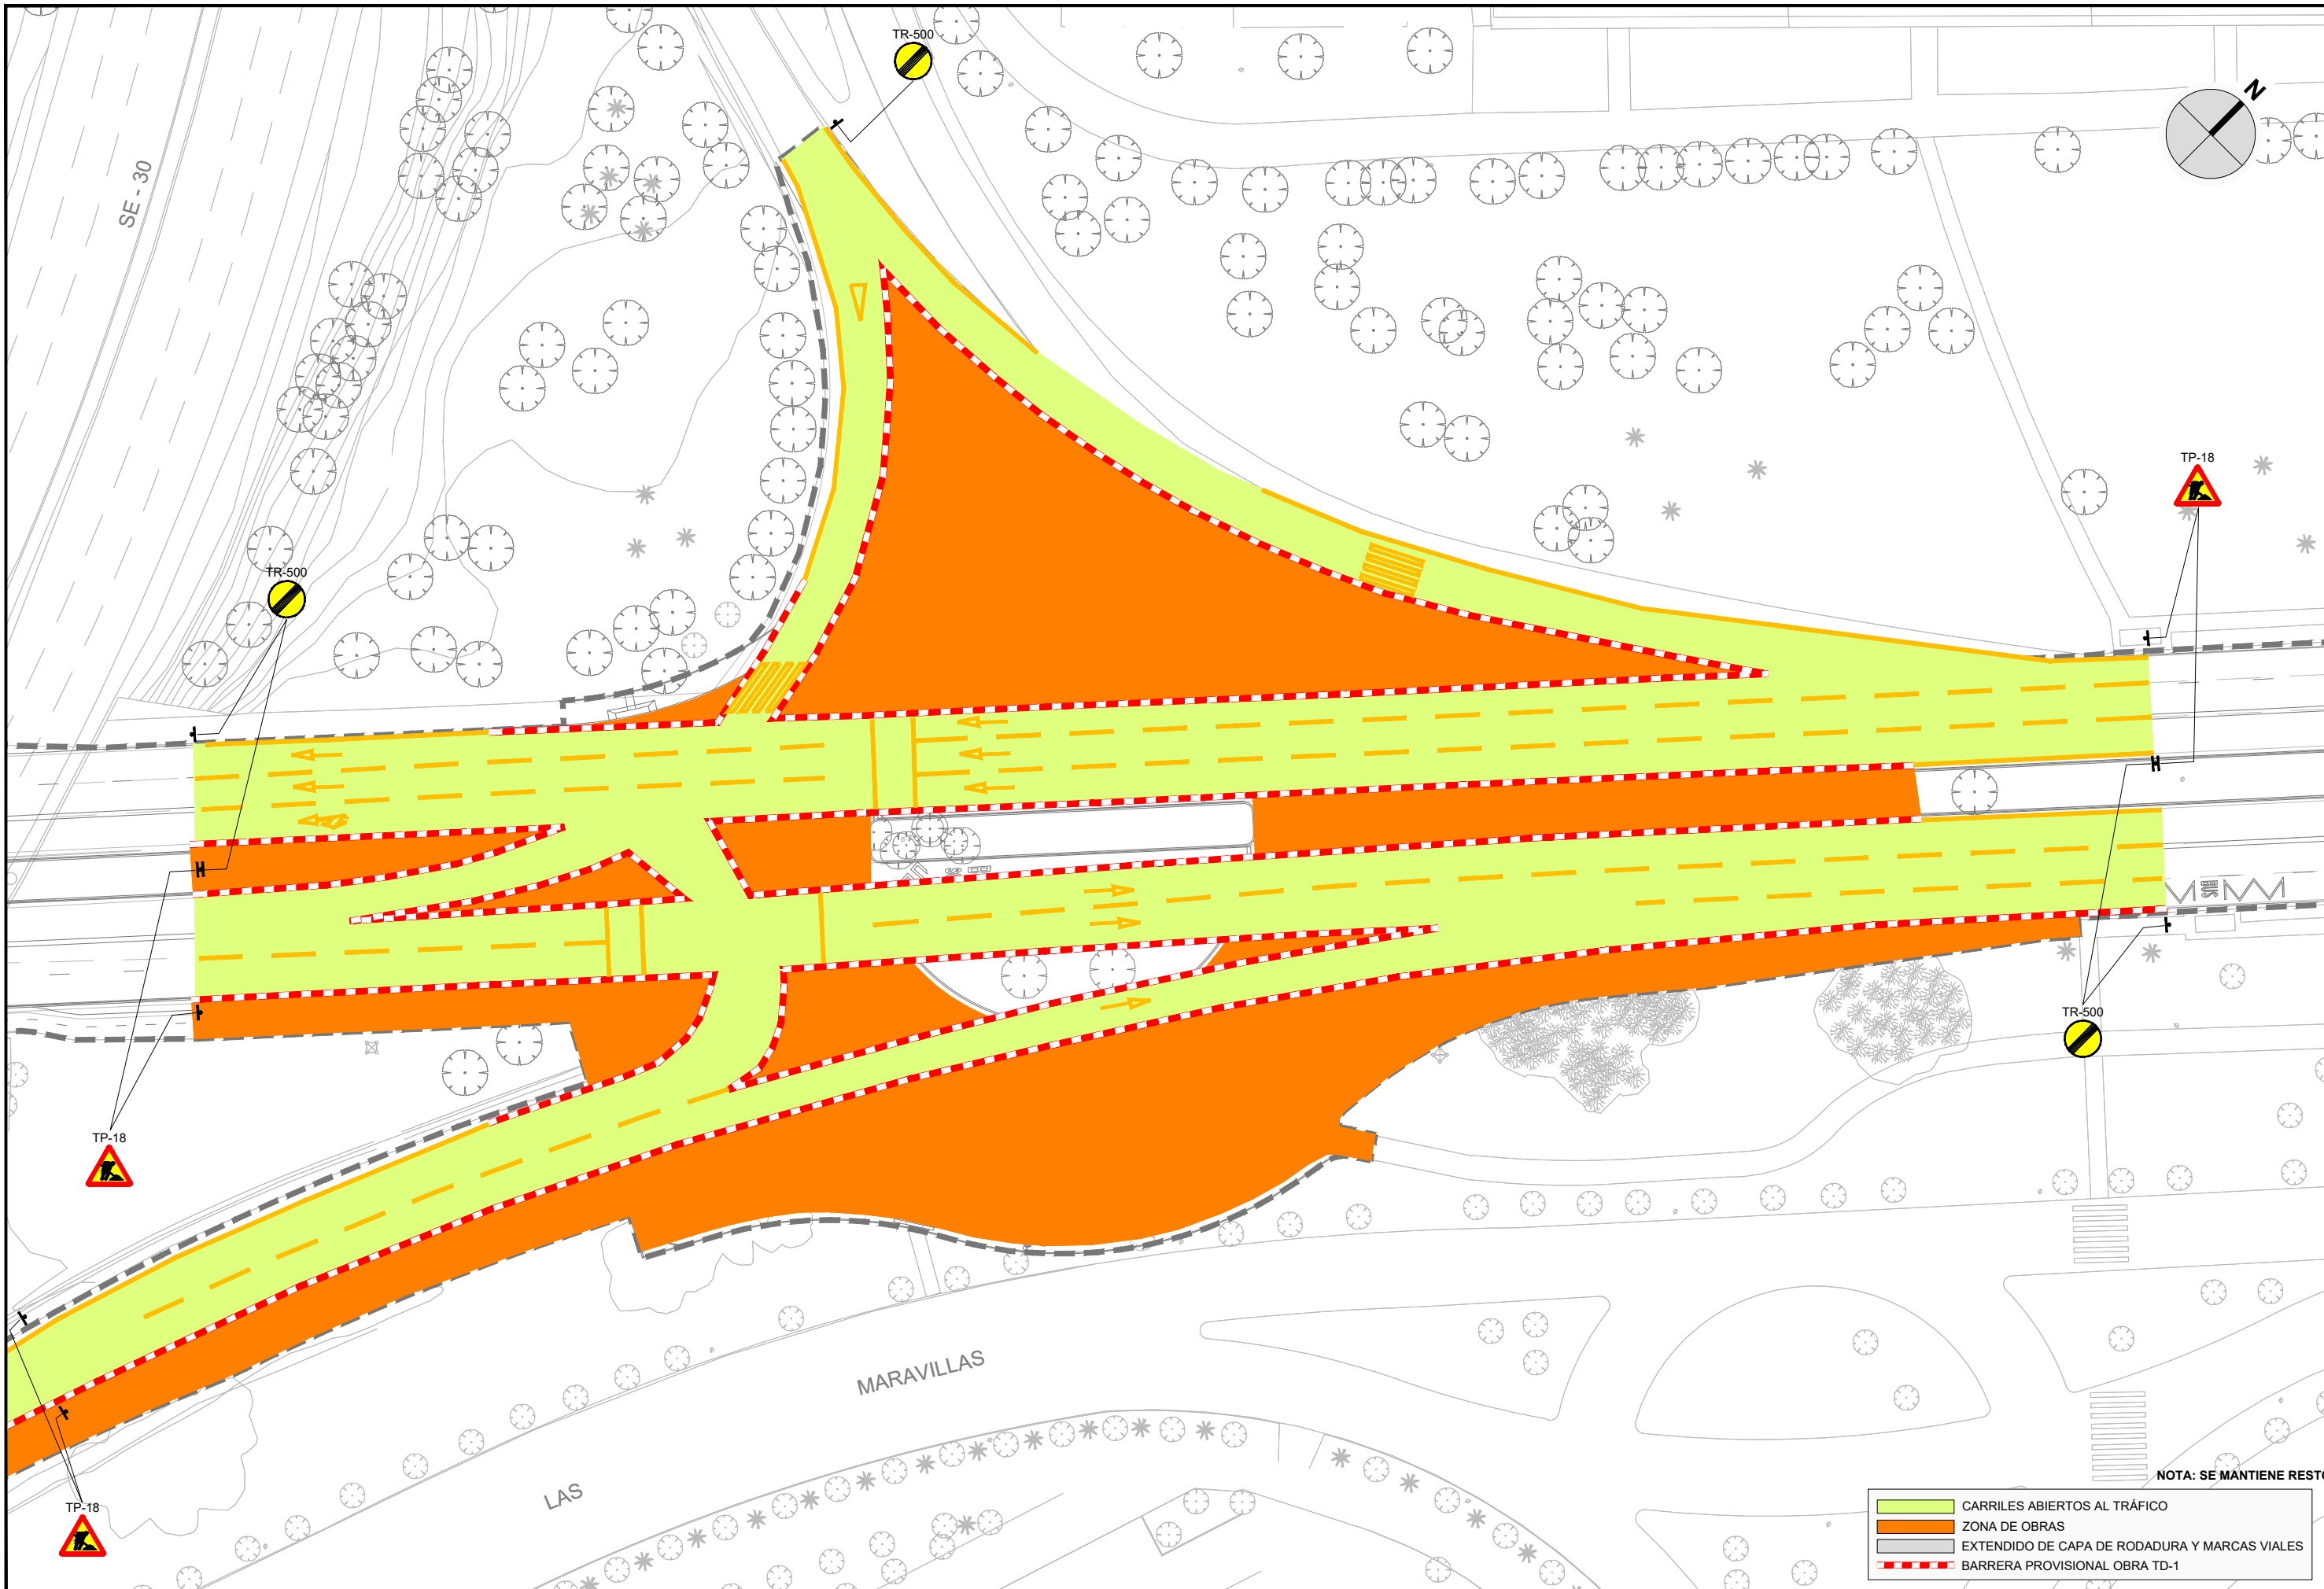 TR-500
N
SE - 30
TP-18
TR-500
TR-500
TP-18
MARAVILLAS
LAS
TP-18
NOTA: SE MANTIENE RESTO
CARRILES ABIERTOS AL TRÁFICO
ZONA DE OBRAS
EXTENDIDO DE CAPA DE RODADURA Y MARCAS VIALES
BARRERA PROVISIONAL OBRA TD-1